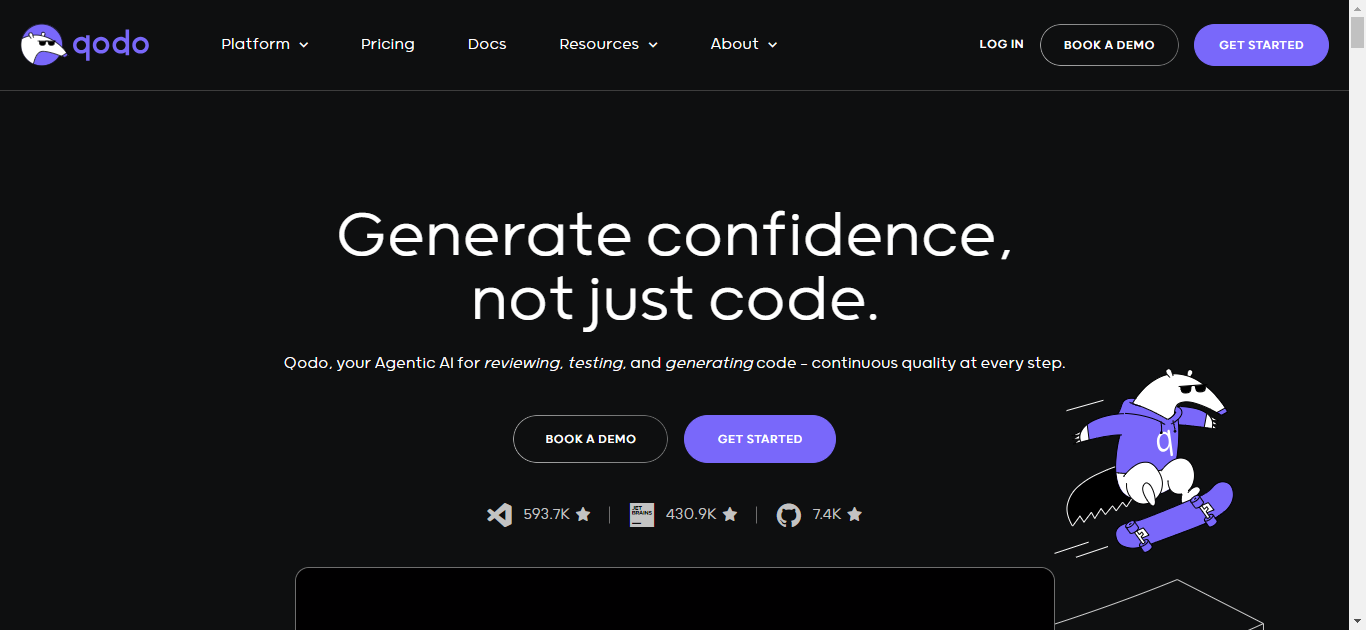 qodo
Platform
Pricing
Docs
Resources
About
LOG IN
BOOK A DEMO
GET STARTED
Generate confidence,
not just code.
Qodo, your Agentic AI for reviewing, testing, and generating code – continuous quality at every step.
BOOK A DEMO
GET STARTED
JET
BRAINS
593.7K
430.9K
7.4K
q